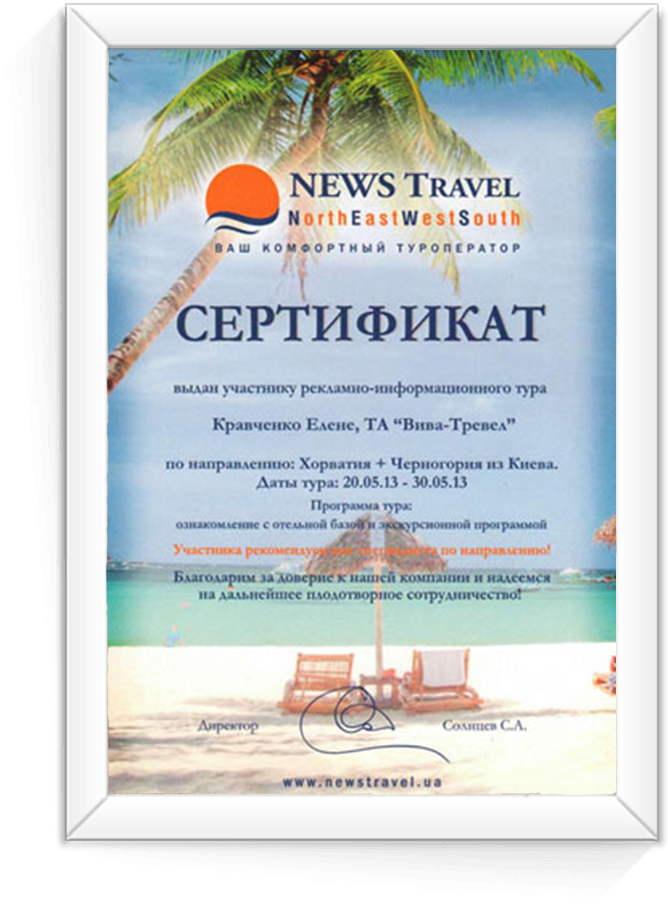 NEWS TRAVEL
NorthEastWestSouth
ВАШ КОМФОРТНЫЙ ТУРОПЕРАТОР
СЕРТИФИКАТ
выдан участнику рекламно-информационного тура
Кравченко Елене, ТА “Вива-Тревел”
по направлению: Хорватия + Черногория из Киева.
Даты тура: 20.05.13 - 30.05.13
Программа тура:
ознакомление с отельной базой и экскурсионной программой
Участника рекомендуем как специалиста по направлению!
Благодарим за доверие к нашей компании и надеемся
на дальнейшее плодотворное сотрудничество!
Директор Солнцев С.А.
www.newstravel.ua